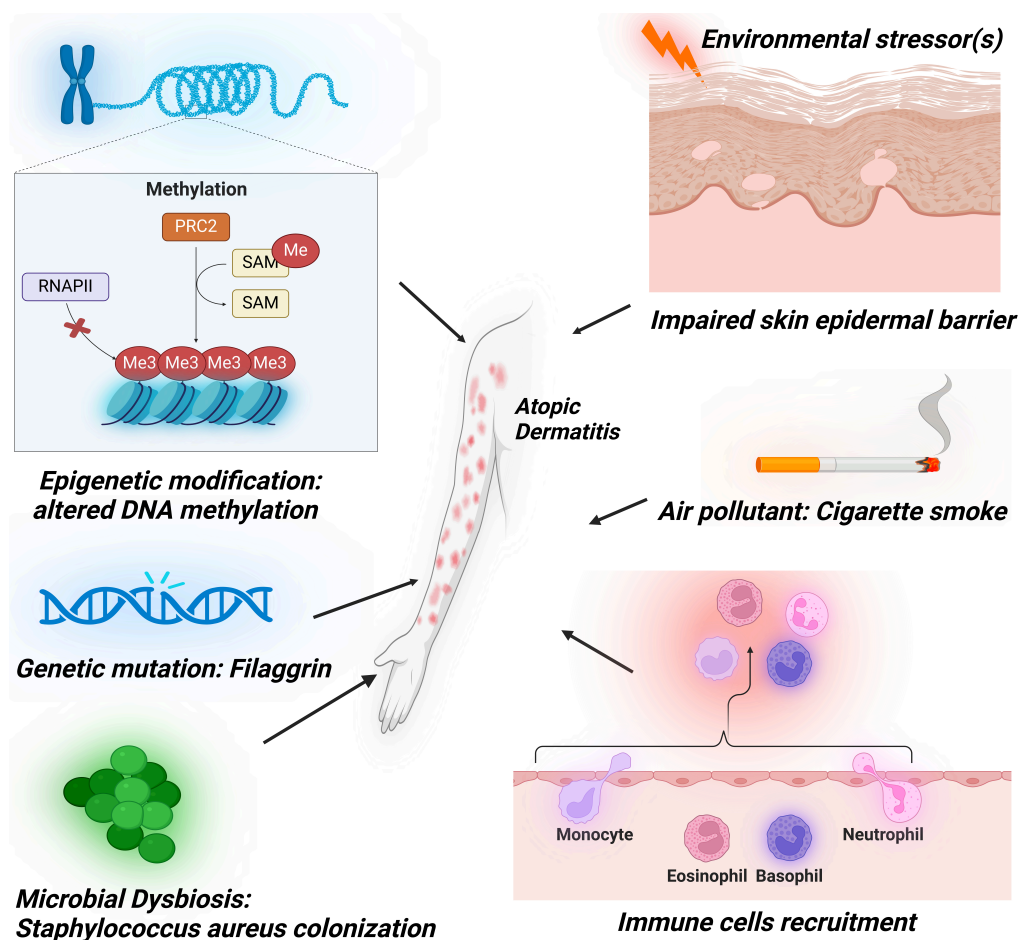 Environmental stressor(s)
Methylation
PRC2
Me
SAM
RNAPII
SAM
Me3 Me3 Me3 Me3
Impaired skin epidermal barrier
Atopic
Dermatitis
Epigenetic modification:
altered DNA methylation
Air pollutant: Cigarette smoke
Genetic mutation: Filaggrin
Monocyte
Neutrophil
Eosinophil
Basophil
Microbial Dysbiosis:
Staphylococcus aureus colonization
Immune cells recruitment